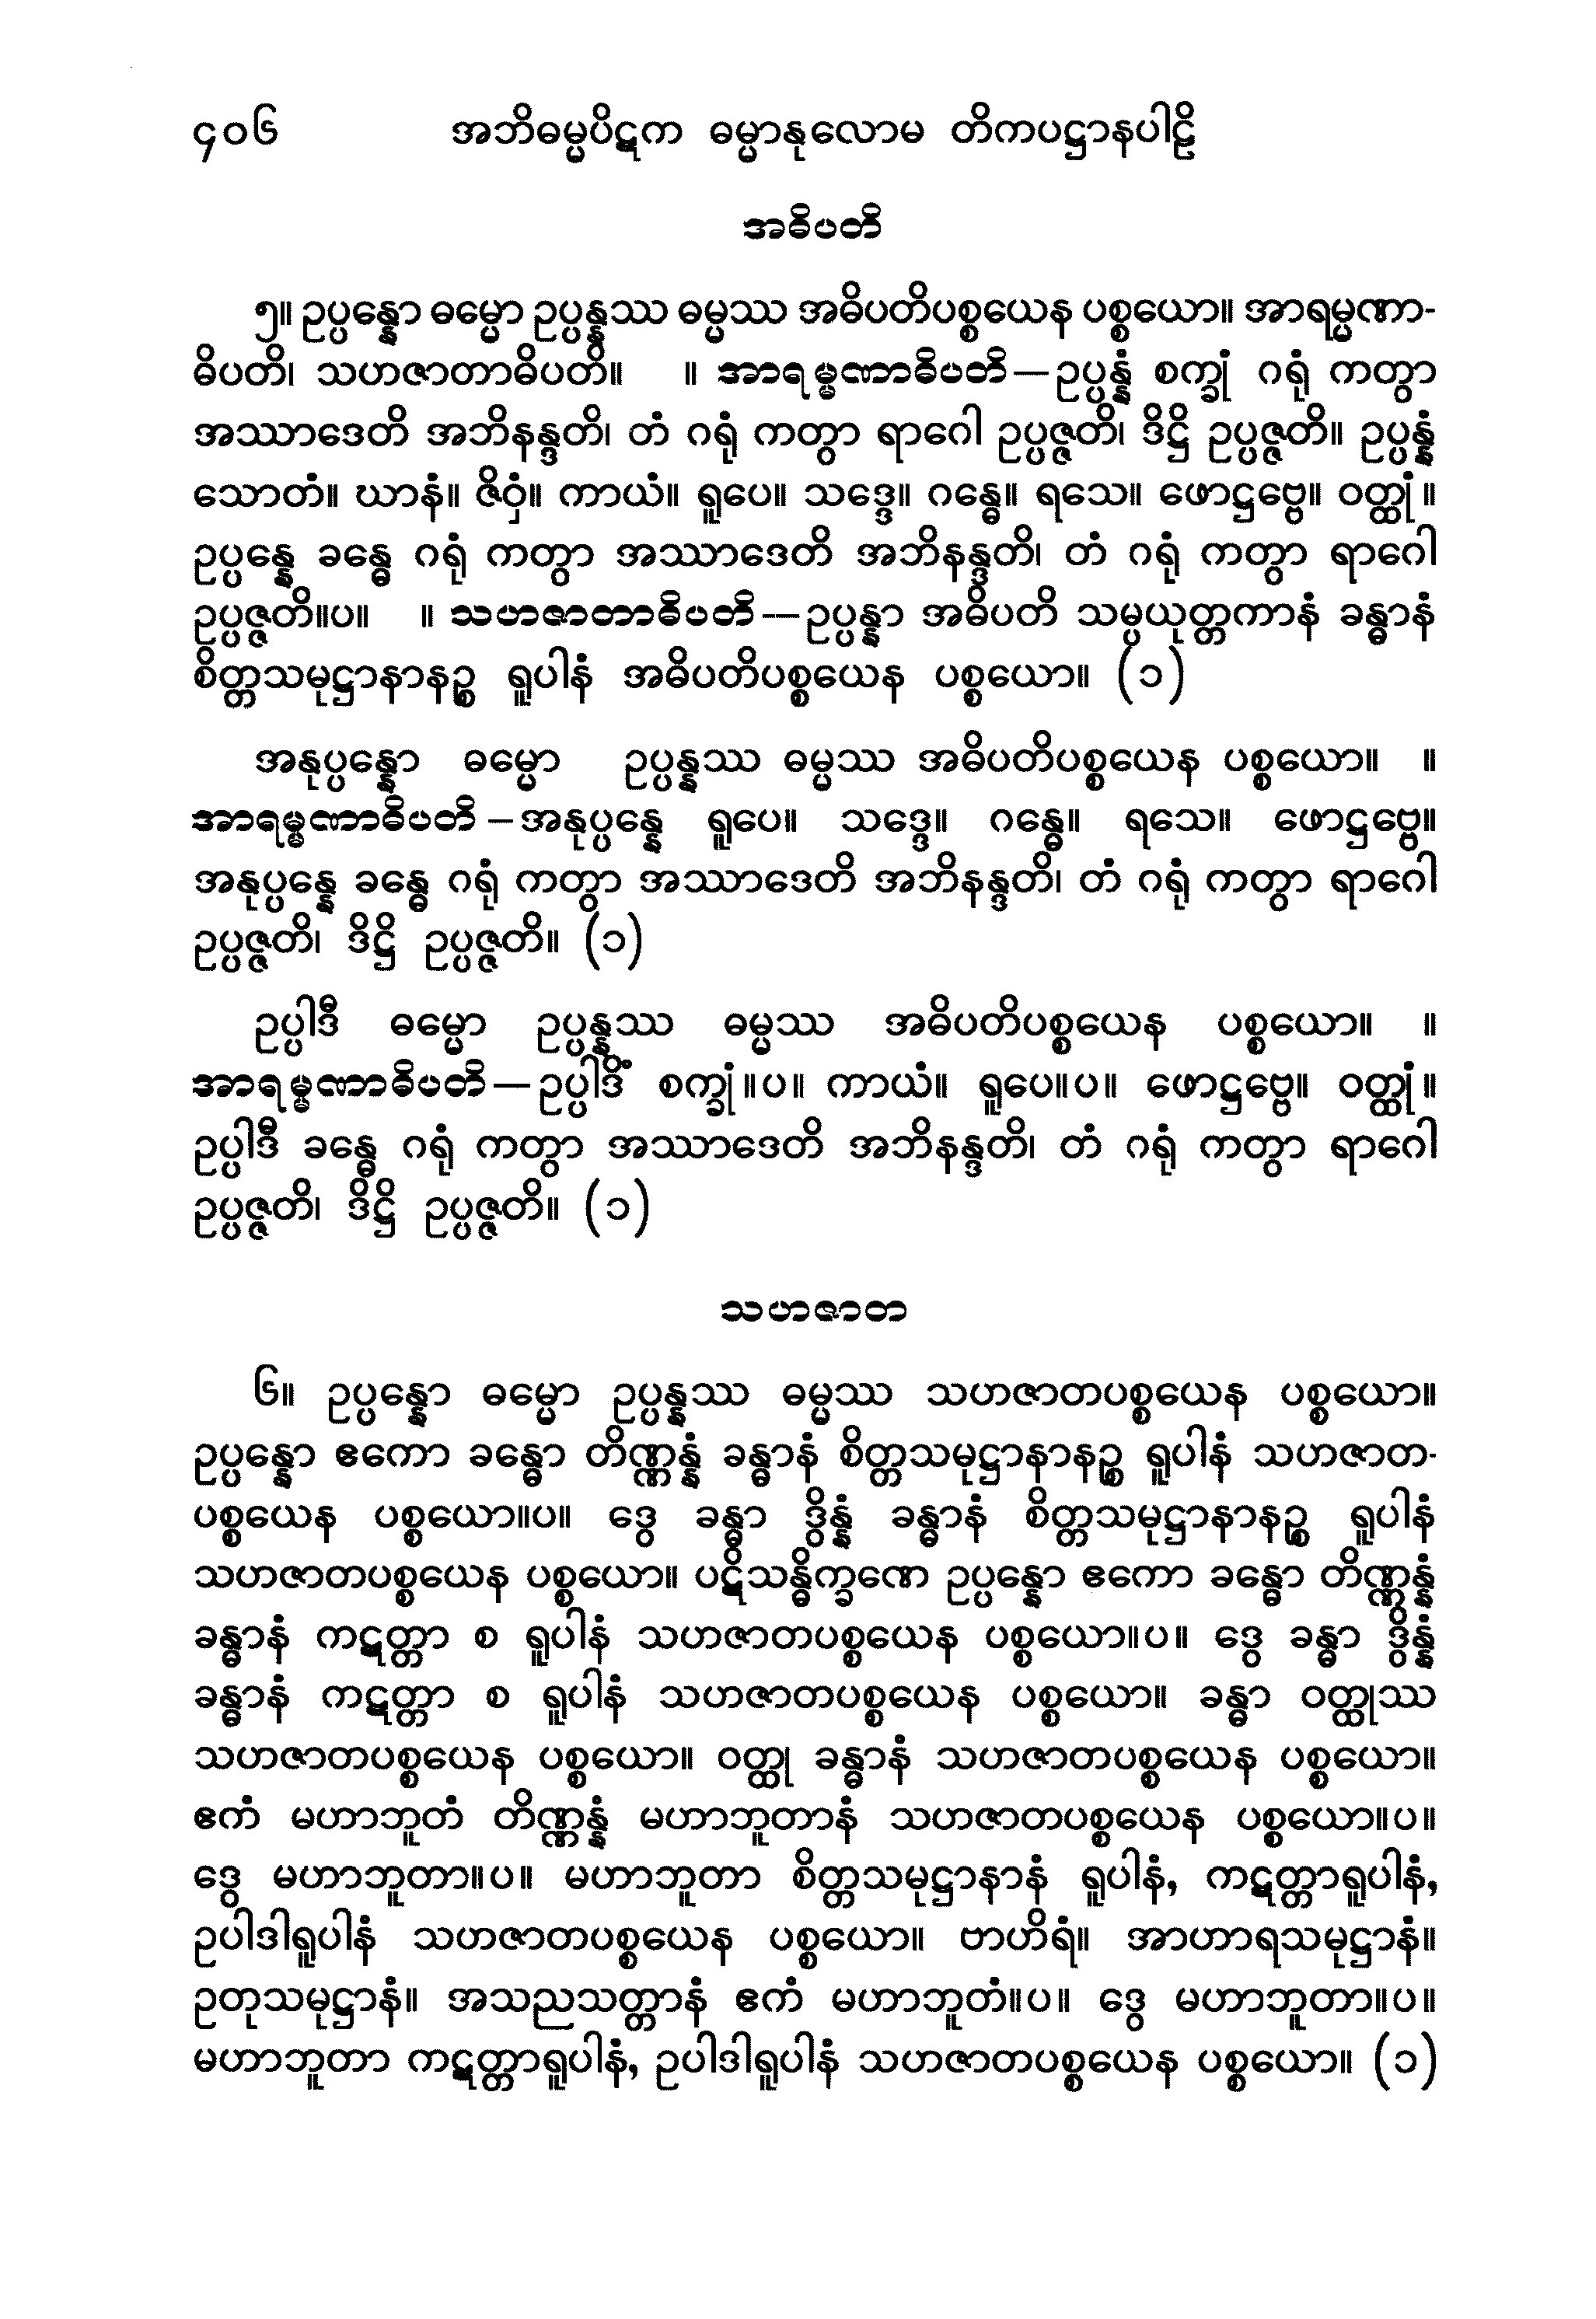 ၄၀၆ အဘိဓမ္မပိဋက ဓမ္မာနုလောမ တိကပဋ္ဌာနပါဠိ
အဓိပတိ
၅။ ဥပ္ပန္နော ဓမ္မော ဥပ္ပန္နဿ ဓမ္မဿ အဓိပတိပစ္စယေန ပစ္စယော။ အာရမ္မဏာ-
ဓိပတိ၊ သဟဇာတာဓိပတိ။ ။ အာရမ္မဏာဓိပတိ—ဥပ္ပန္နံ စက္ခုံ ဂရုံ ကတွာ
အဿာဒေတိ အဘိနန္ဒတိ၊ တံ ဂရုံ ကတွာ ရာဂေါ ဥပ္ပဇ္ဇတိ၊ ဒိဋ္ဌိ ဥပ္ပဇ္ဇတိ။ ဥပ္ပန္နံ
သောတံ။ ဃာနံ။ ဇိဝှံ။ ကာယံ။ ရူပေ။ သဒ္ဒေ။ ဂန္ဓေ။ ရသေ။ ဖောဋ္ဌဗ္ဗေ။ ဝတ္ထုံ။
ဥပ္ပန္နေ ခန္ဓေ ဂရုံ ကတွာ အဿာဒေတိ အဘိနန္ဒတိ၊ တံ ဂရုံ ကတွာ ရာဂေါ
ဥပ္ပဇ္ဇတိ။ပ။ ။ သဟဇာတာဓိပတိ—ဥပ္ပန္နာ အဓိပတိ သမ္ပယုတ္တကာနံ ခန္ဓာနံ
စိတ္တသမုဋ္ဌာနာနဉ္စ ရူပါနံ အဓိပတိပစ္စယေန ပစ္စယော။ (၁)
အနုပ္ပန္နော ဓမ္မော ဥပ္ပန္နဿ ဓမ္မဿ အဓိပတိပစ္စယေန ပစ္စယော။ ။
အာရမ္မဏာဓိပတိ—အနုပ္ပန္နေ ရူပေ။ သဒ္ဒေ။ ဂန္ဓေ။ ရသေ။ ဖောဋ္ဌဗ္ဗေ။
အနုပ္ပန္နေ ခန္ဓေ ဂရုံ ကတွာ အဿာဒေတိ အဘိနန္ဒတိ၊ တံ ဂရုံ ကတွာ ရာဂေါ
ဥပ္ပဇ္ဇတိ၊ ဒိဋ္ဌိ ဥပ္ပဇ္ဇတိ။ (၁)
ဥပ္ပါဒီ ဓမ္မော ဥပ္ပန္နဿ ဓမ္မဿ အဓိပတိပစ္စယေန ပစ္စယော။ ။
အာရမ္မဏာဓိပတိ—ဥပ္ပါဒိံ စက္ခုံ။ပ။ ကာယံ။ ရူပေ။ပ။ ဖောဋ္ဌဗ္ဗေ။ ဝတ္ထုံ။
ဥပ္ပါဒီ ခန္ဓေ ဂရုံ ကတွာ အဿာဒေတိ အဘိနန္ဒတိ၊ တံ ဂရုံ ကတွာ ရာဂေါ
ဥပ္ပဇ္ဇတိ၊ ဒိဋ္ဌိ ဥပ္ပဇ္ဇတိ။ (၁)
သဟဇာတ
၆။ ဥပ္ပန္နော ဓမ္မော ဥပ္ပန္နဿ ဓမ္မဿ သဟဇာတပစ္စယေန ပစ္စယော။
ဥပ္ပန္နော ဧကော ခန္ဓော တိဏ္ဏန္နံ ခန္ဓာနံ စိတ္တသမုဋ္ဌာနာနဉ္စ ရူပါနံ သဟဇာတ-
ပစ္စယေန ပစ္စယော။ပ။ ဒွေ ခန္ဓာ ဒွိန္နံ ခန္ဓာနံ စိတ္တသမုဋ္ဌာနာနဉ္စ ရူပါနံ
သဟဇာတပစ္စယေန ပစ္စယော။ ပဋိသန္ဓိက္ခဏေ ဥပ္ပန္နော ဧကော ခန္ဓော တိဏ္ဏန္နံ
ခန္ဓာနံ ကဋတ္တာ စ ရူပါနံ သဟဇာတပစ္စယေန ပစ္စယော။ပ။ ဒွေ ခန္ဓာ ဒွိန္နံ
ခန္ဓာနံ ကဋတ္တာ စ ရူပါနံ သဟဇာတပစ္စယေန ပစ္စယော။ ခန္ဓာ ဝတ္ထုဿ
သဟဇာတပစ္စယေန ပစ္စယော။ ဝတ္ထု ခန္ဓာနံ သဟဇာတပစ္စယေန ပစ္စယော။
ဧကံ မဟာဘူတံ တိဏ္ဏန္နံ မဟာဘူတာနံ သဟဇာတပစ္စယေန ပစ္စယော။ပ။
ဒွေ မဟာဘူတာ။ပ။ မဟာဘူတာ စိတ္တသမုဋ္ဌာနာနံ ရူပါနံ, ကဋတ္တာရူပါနံ,
ဥပါဒါရူပါနံ သဟဇာတပစ္စယေန ပစ္စယော။ ဗာဟိရံ။ အာဟာရသမုဋ္ဌာနံ။
ဥတုသမုဋ္ဌာနံ။ အသညသတ္တာနံ ဧကံ မဟာဘူတံ။ပ။ ဒွေ မဟာဘူတာ။ပ။
မဟာဘူတာ ကဋတ္တာရူပါနံ, ဥပါဒါရူပါနံ သဟဇာတပစ္စယေန ပစ္စယော။ (၁)